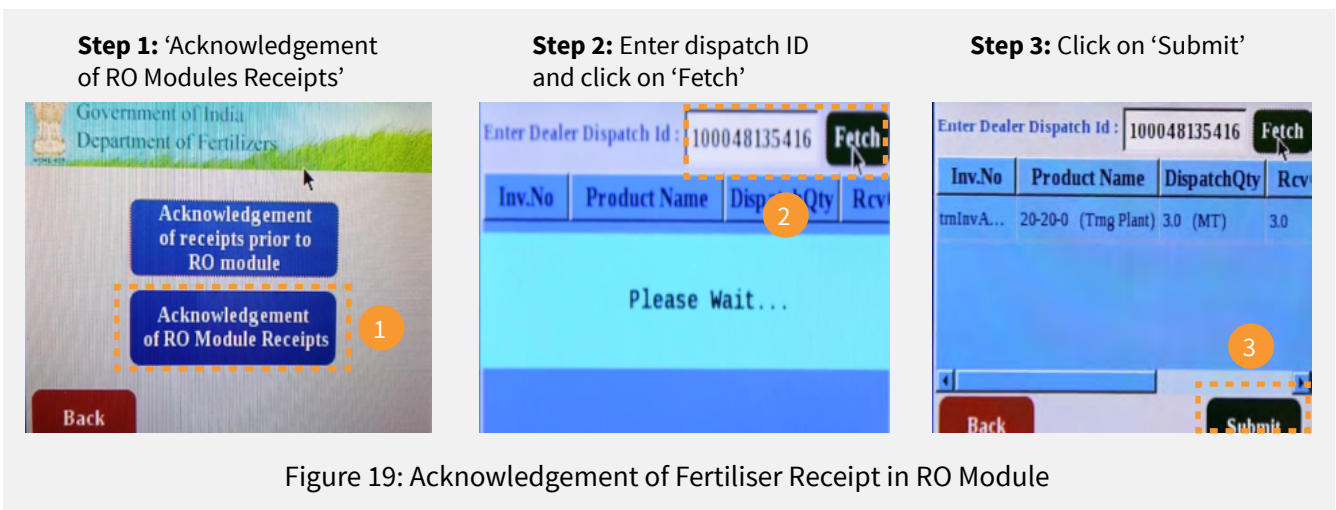 Step 1: ‘Acknowledgement
of RO Modules Receipts’
Step 2: Enter dispatch ID
and click on ‘Fetch’
Step 3: Click on ‘Submit’
Government of India
Department of Fertilizers
Acknowledgement
of receipts prior to
RO module
Acknowledgement
of RO Module Receipts
1
Back
Enter Dealer Dispatch Id : 100048135416 Fetch
Inv.No Product Name DispatchQty Rcv
2
Please Wait...
Enter Dealer Dispatch Id : 100048135416 Fetch
Inv.No Product Name DispatchQty Rcv
tmInvA... 20-20-0 (Tmg Plant) 3.0 (MT) 3.0
3
Back
Submit
Figure 19: Acknowledgement of Fertiliser Receipt in RO Module